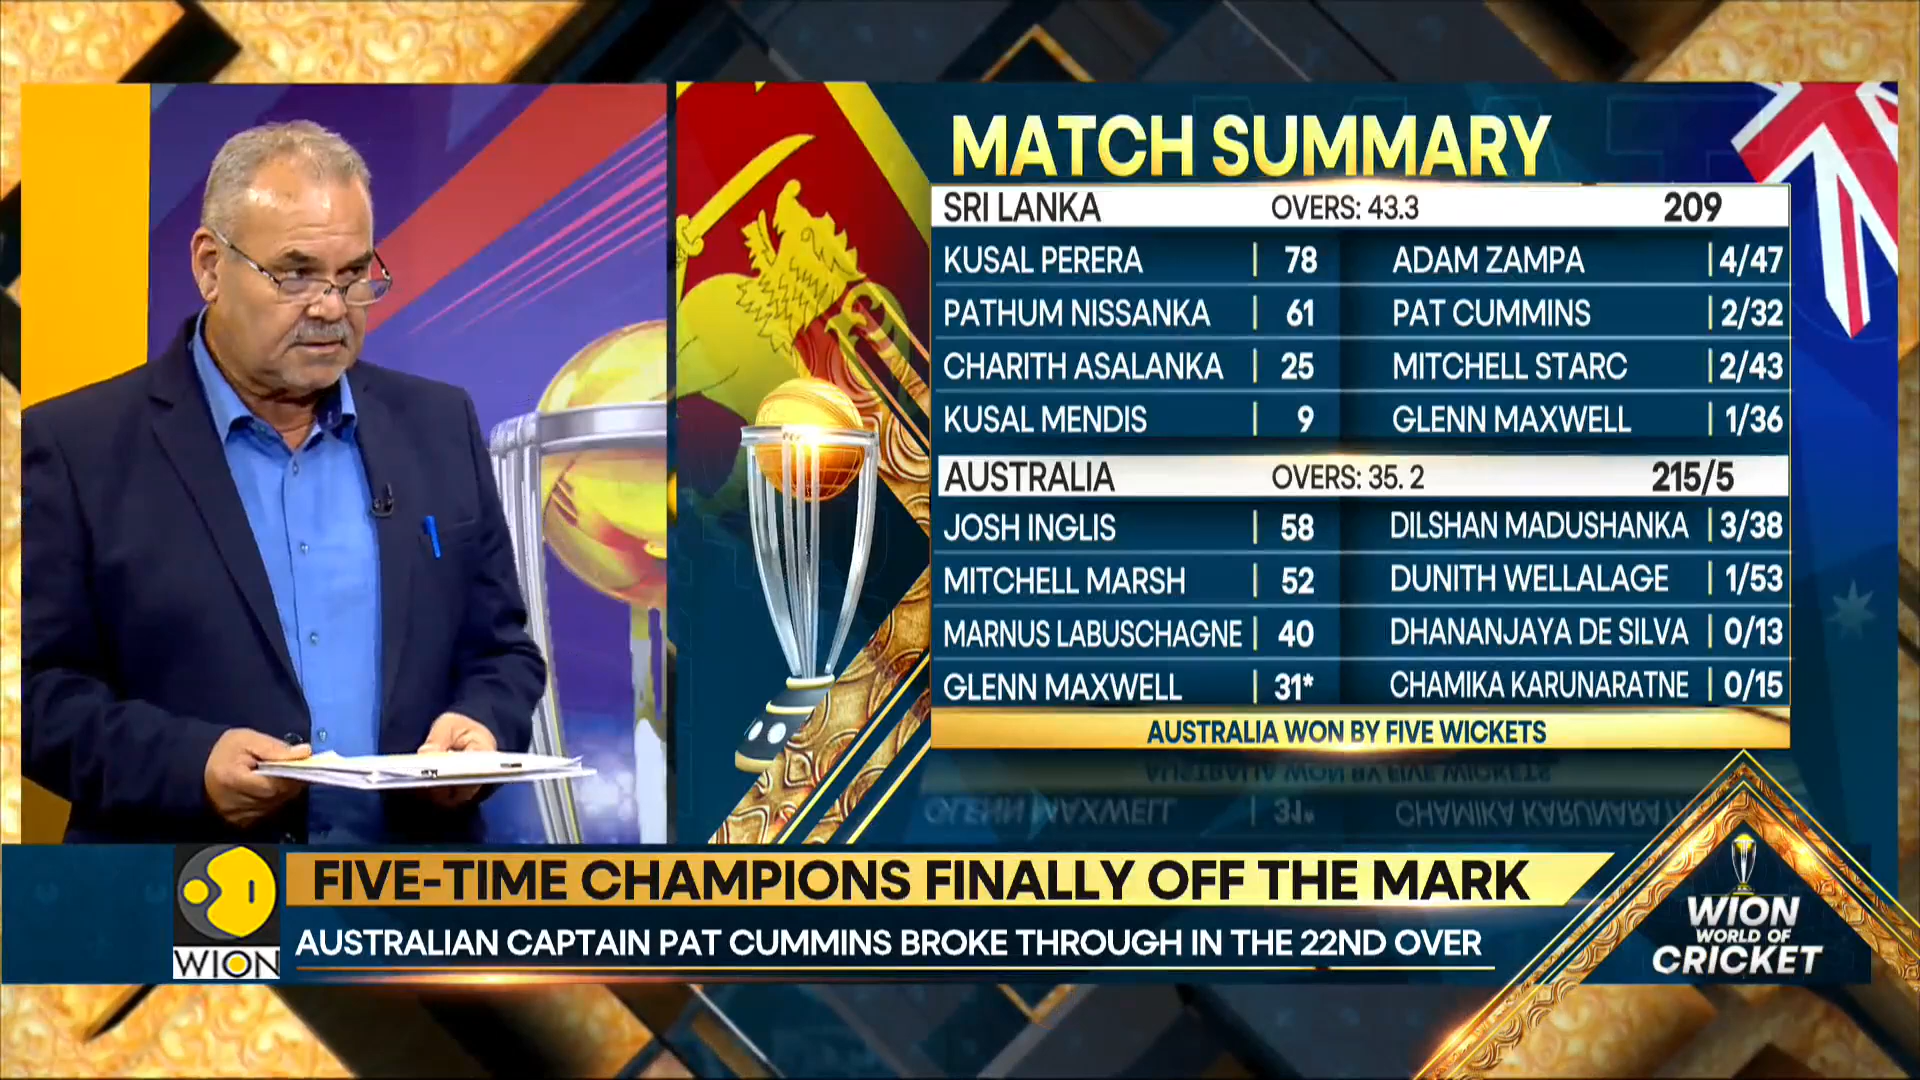 MATCH SUMMARY
SRI LANKA OVERS: 43.3 209
KUSAL PERERA | 78 ADAM ZAMPA | 4/47
PATHUM NISSANKA | 61 PAT CUMMINS | 2/32
CHARITH ASALANKA | 25 MITCHELL STARC | 2/43
KUSAL MENDIS | 9 GLENN MAXWELL | 1/36
AUSTRALIA OVERS: 35. 2 215/5
JOSH INGLIS | 58 DILSHAN MADUSHANKA | 3/38
MITCHELL MARSH | 52 DUNITH WELLALAGE | 1/53
MARNUS LABUSCHAGNE | 40 DHANANJAYA DE SILVA | 0/13
GLENN MAXWELL | 31* CHAMIKA KARUNARATNE | 0/15
AUSTRALIA WON BY FIVE WICKETS
FIVE-TIME CHAMPIONS FINALLY OFF THE MARK
AUSTRALIAN CAPTAIN PAT CUMMINS BROKE THROUGH IN THE 22ND OVER
WION
WION
WORLD OF
CRICKET